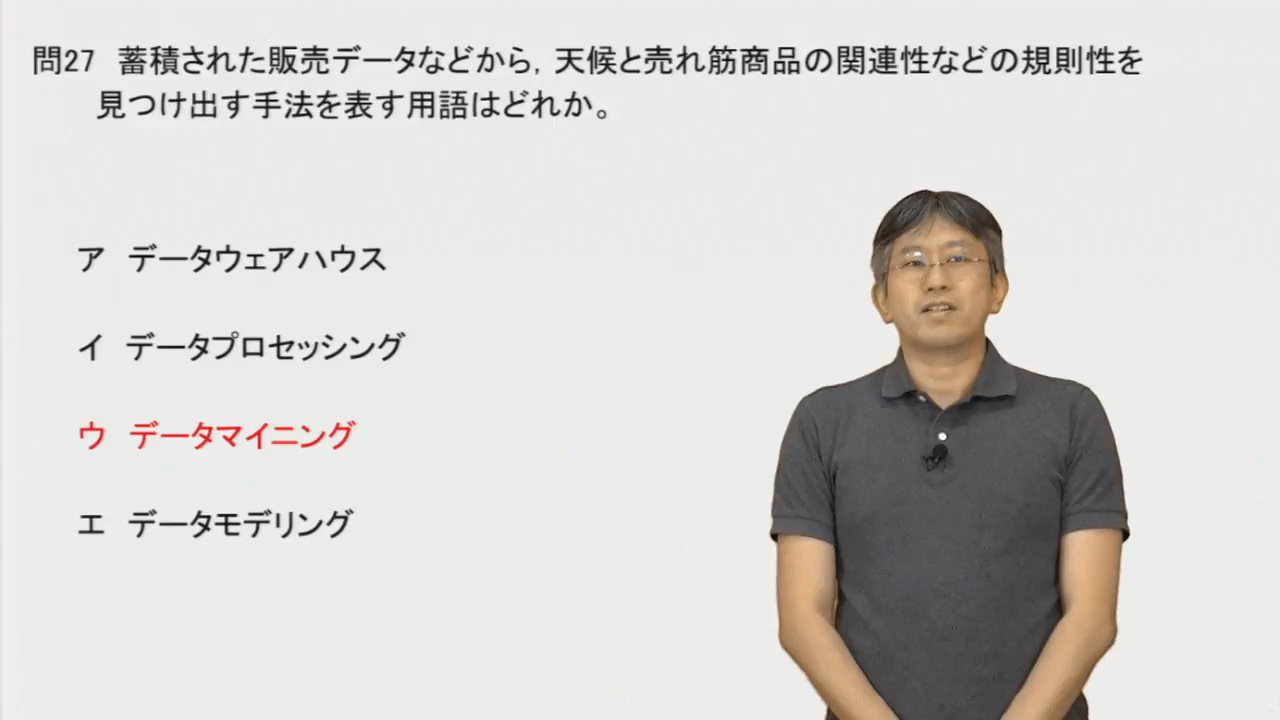 問27 蓄積された販売データなどから，天候と売れ筋商品の関連性などの規則性を
見つけ出す手法を表す用語はどれか。
ア データウェアハウス
イ データプロセッシング
ウ データマイニング
エ データモデリング